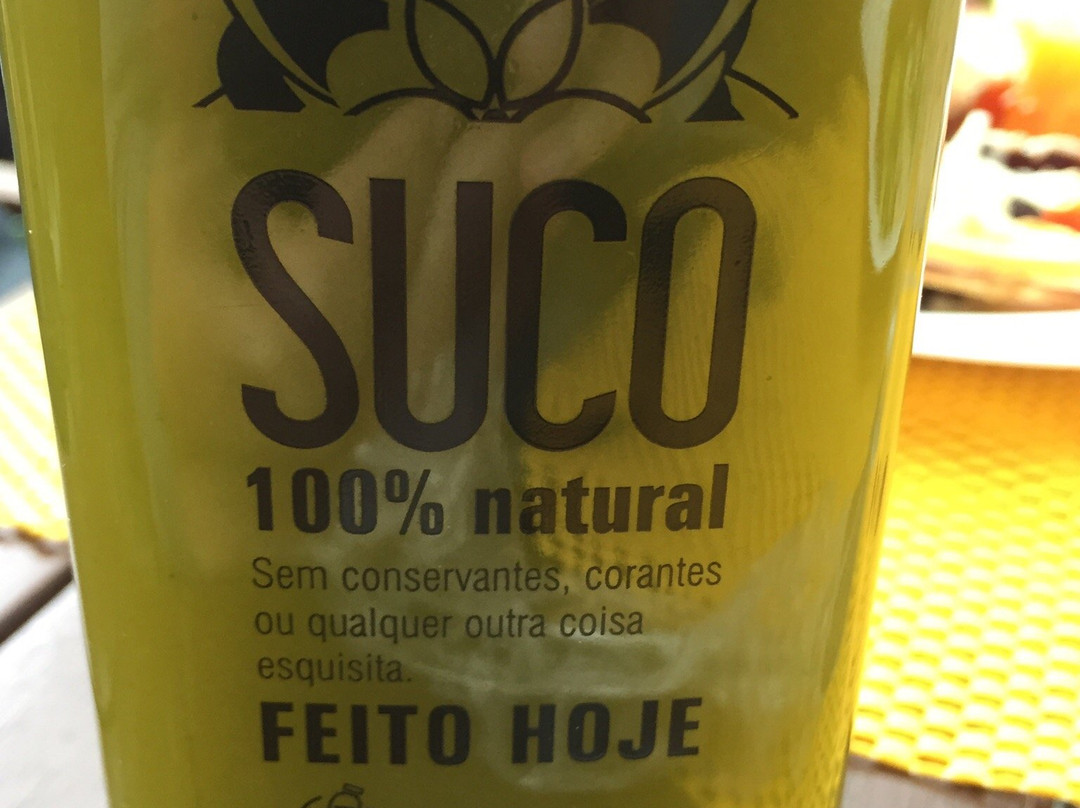 SUCO
100% natural
Sem conservantes, corantes
ou qualquer outra coisa
esquisita.
FEITO HOJE